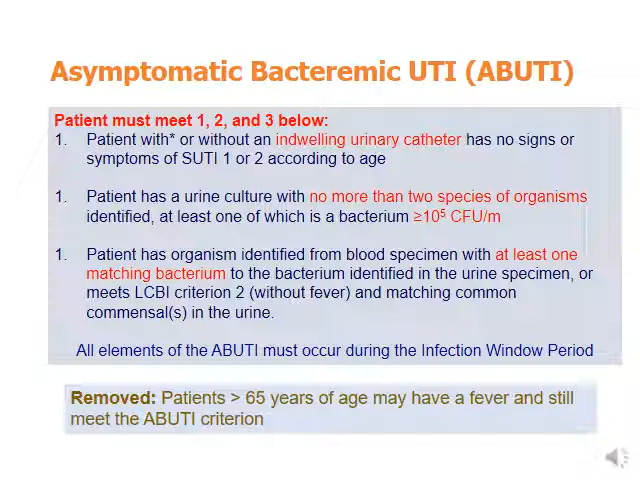 Asymptomatic Bacteremic UTI (ABUTI)
Patient must meet 1, 2, and 3 below:
1. Patient with* or without an indwelling urinary catheter has no signs or
symptoms of SUTI 1 or 2 according to age
1. Patient has a urine culture with no more than two species of organisms
identified, at least one of which is a bacterium ≥10⁵ CFU/m
1. Patient has organism identified from blood specimen with at least one
matching bacterium to the bacterium identified in the urine specimen, or
meets LCBI criterion 2 (without fever) and matching common
commensal(s) in the urine.
All elements of the ABUTI must occur during the Infection Window Period
Removed: Patients > 65 years of age may have a fever and still
meet the ABUTI criterion